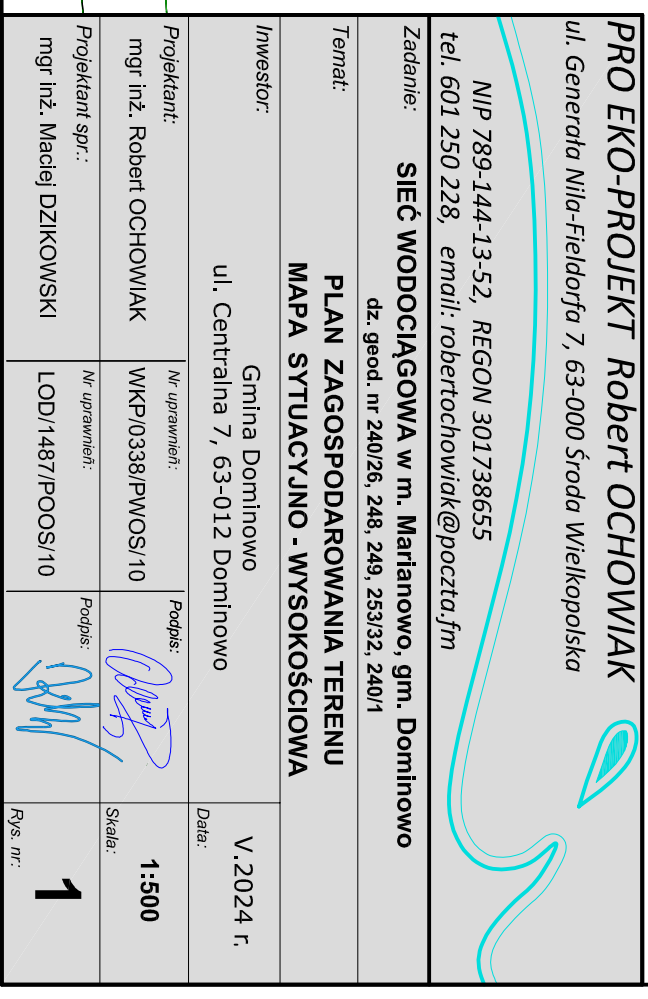 PRO EKO-PROJEKT Robert OCHOWIAK
ul. Generała Nila-Fieldorfa 7, 63-000 Środa Wielkopolska
NIP 789-144-13-52, REGON 301738655
tel. 601 250 228, email: robertochowiak@poczta.fm
Zadanie: SIEĆ WODOCIĄGOWA w m. Marianowo, gm. Dominowo
dz. geod. nr 240/26, 248, 249, 253/32, 240/1
Temat: PLAN ZAGOSPODAROWANIA TERENU
MAPA SYTUACYJNO - WYSOKOŚCIOWA
Inwestor: Gmina Dominowo
ul. Centralna 7, 63-012 Dominowo
Data: V.2024 r.
Projektant: Nr uprawnień: Podpis: Skala:
mgr inż. Robert OCHOWIAK WKP/0338/PWOS/10 1:500
Projektant spr.: Nr uprawnień: Podpis: Rys. nr:
mgr inż. Maciej DZIKOWSKI LOD/1487/POOS/10 1